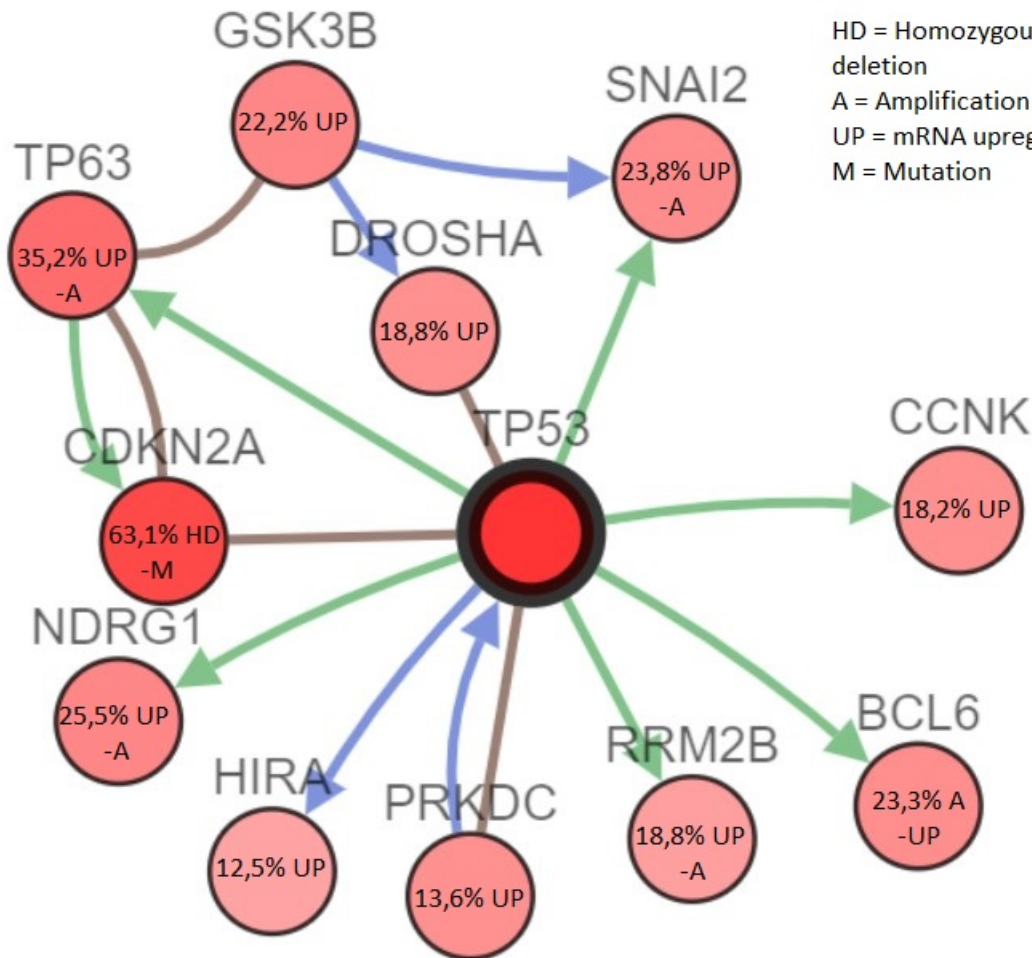 GSK3B
22,2% UP
HD = Homozygou
deletion
A = Amplification
UP = mRNA upreg
M = Mutation
SNAI2
23,8% UP
-A
TP63
35,2% UP
-A
DROSHA
18,8% UP
TP53
CCNK
18,2% UP
CDKN2A
63,1% HD
-M
NDRG1
25,5% UP
-A
HIRA
12,5% UP
PRKDC
13,6% UP
RRM2B
18,8% UP
-A
BCL6
23,3% A
-UP